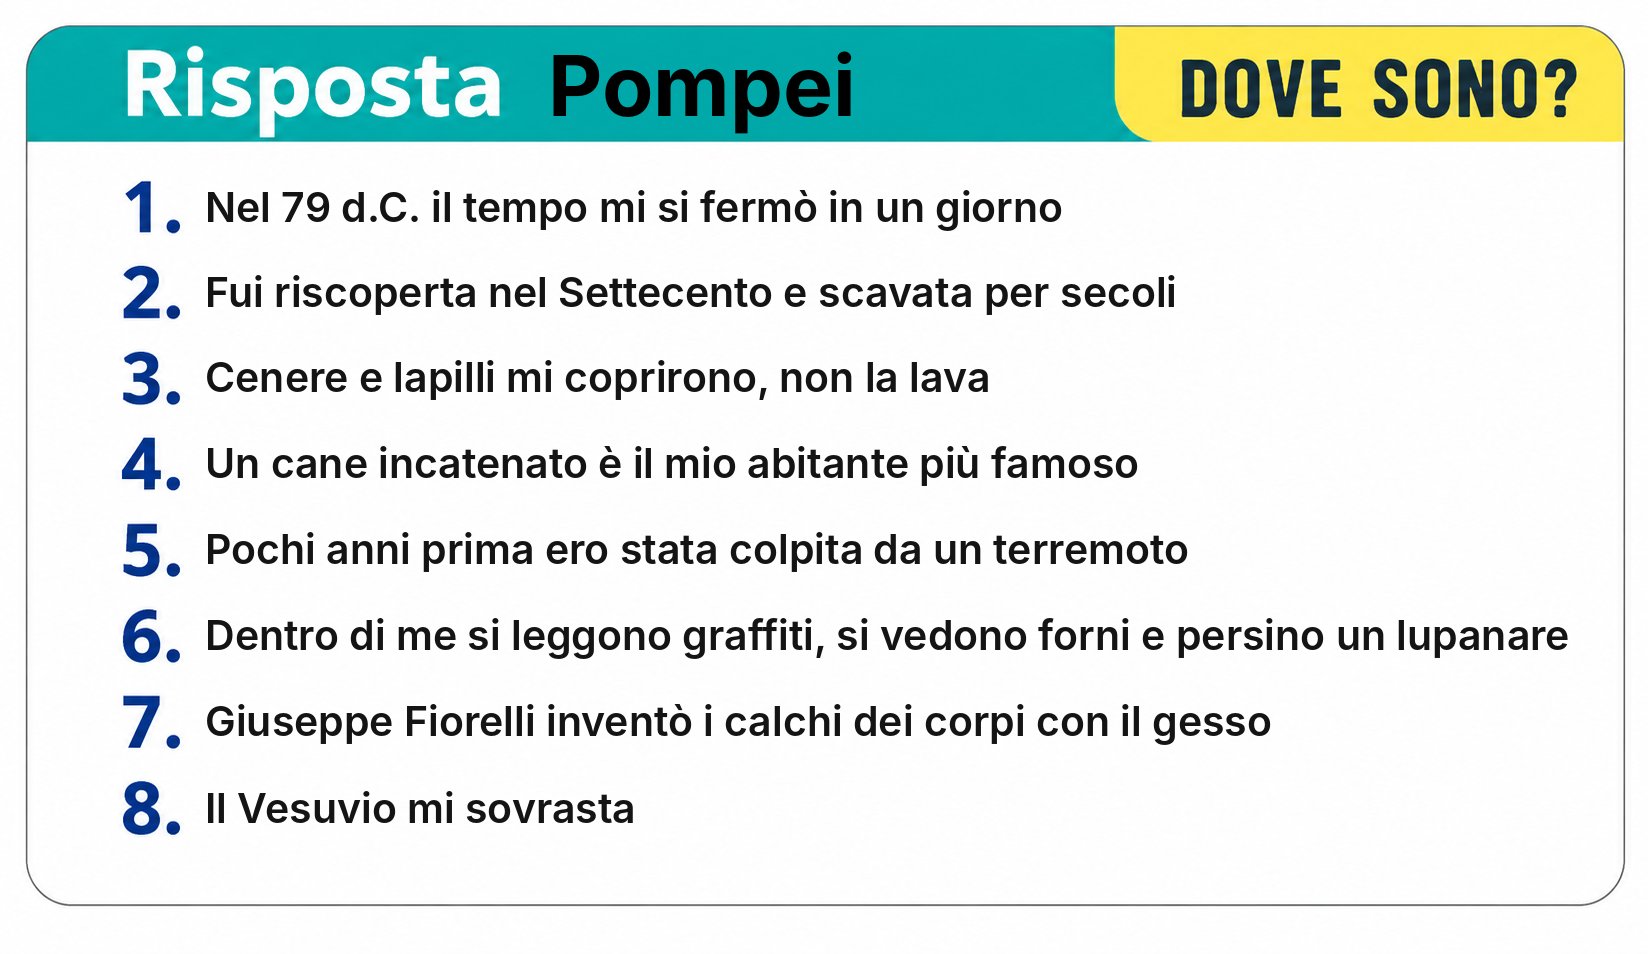 Risposta Pompei DOVE SONO?
1. Nel 79 d.C. il tempo mi si fermò in un giorno
2. Fui riscoperta nel Settecento e scavata per secoli
3. Cenere e lapilli mi coprirono, non la lava
4. Un cane incatenato è il mio abitante più famoso
5. Pochi anni prima ero stata colpita da un terremoto
6. Dentro di me si leggono graffiti, si vedono forni e persino un lupanare
7. Giuseppe Fiorelli inventò i calchi dei corpi con il gesso
8. Il Vesuvio mi sovrasta